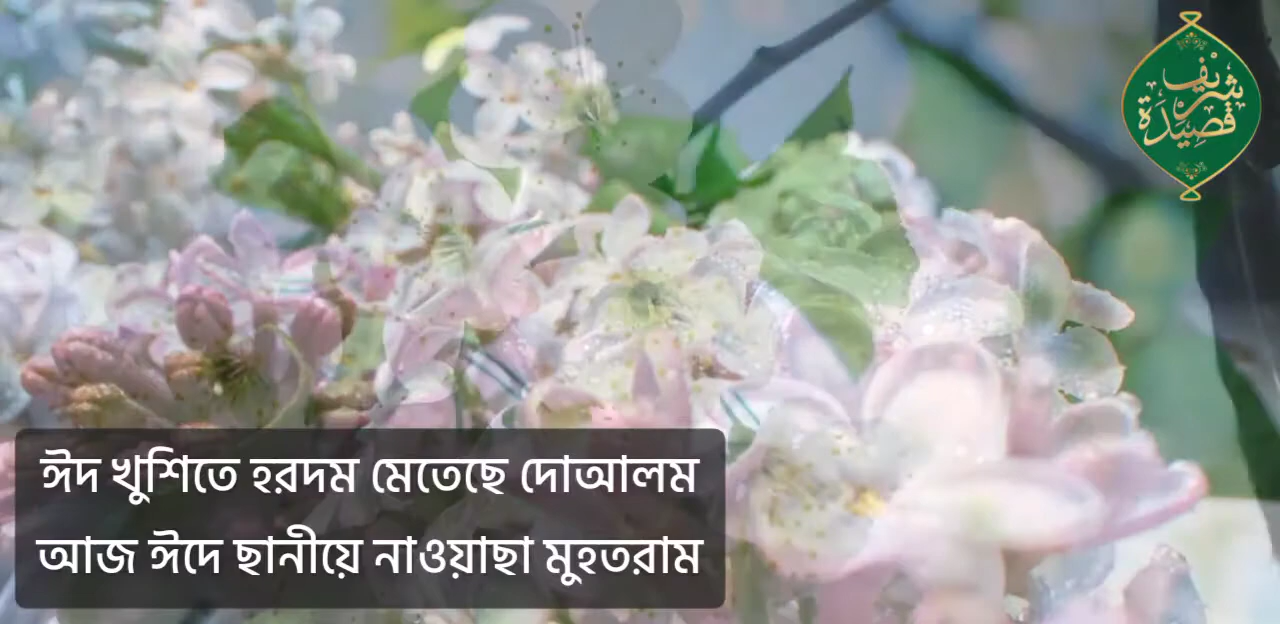 قصيدة شريف
ঈদ খুশিতে হরদম মেতেছে দোআলম
আজ ঈদে ছানীয়ে নাওয়াছা মুহতরাম